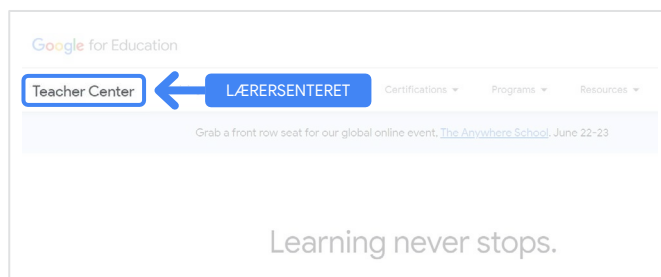 Google for Education
Teacher Center
LÆRERSENTERET
Certifications
Programs
Resources
Grab a front row seat for our global online event, The Anywhere School. June 22-23
Learning never stops.